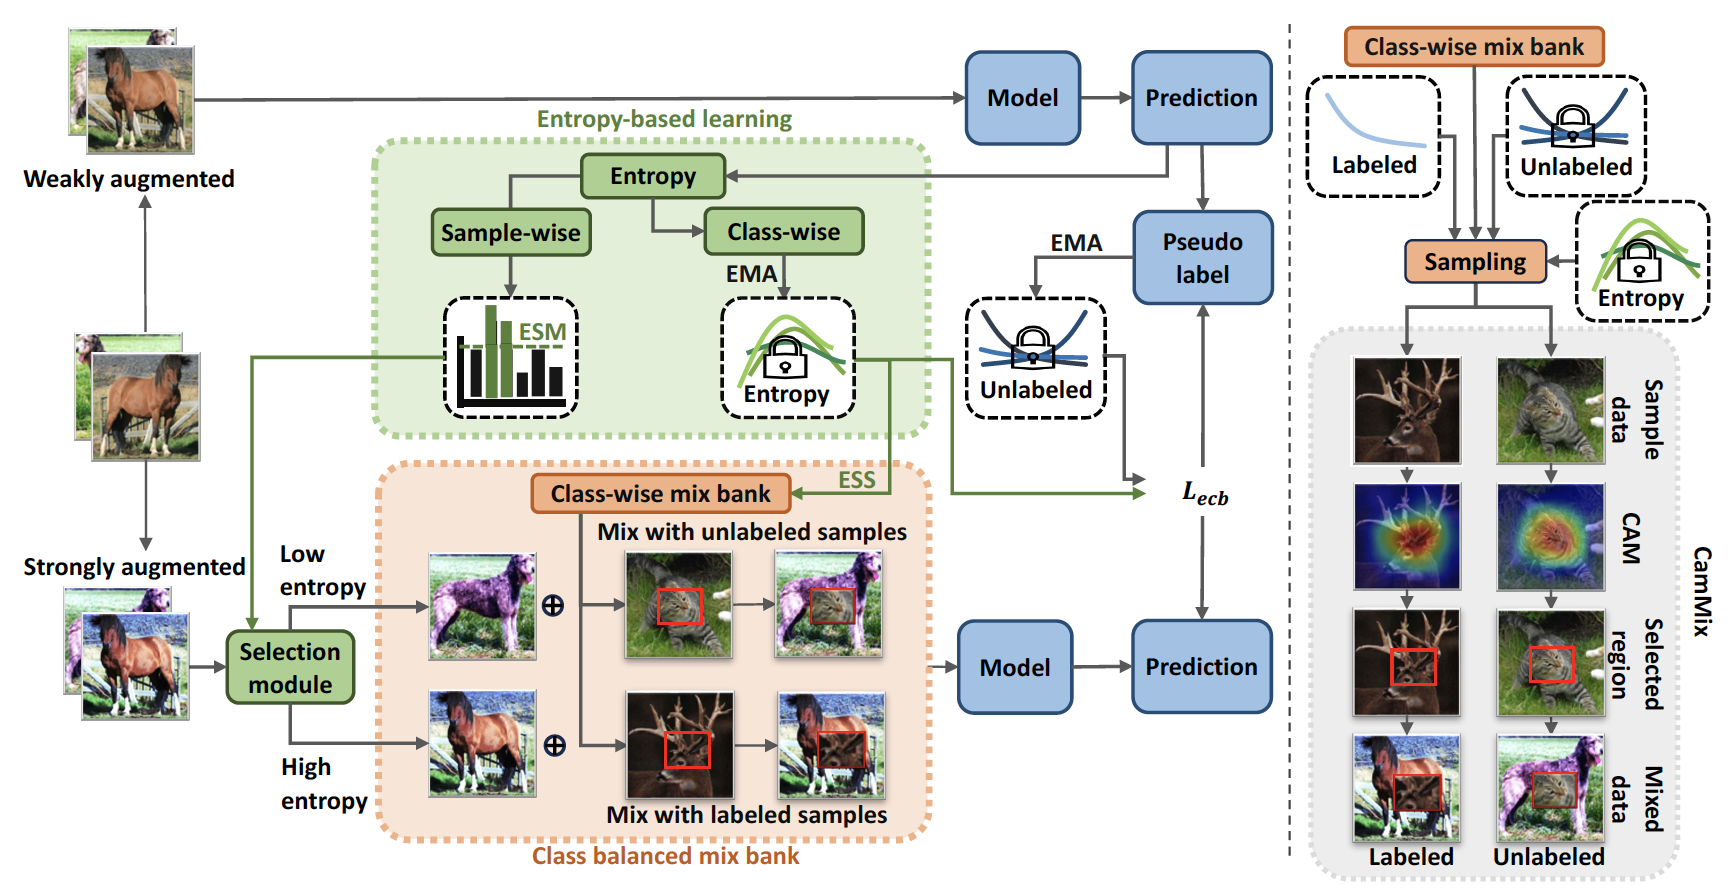 Weakly augmented
Strongly augmented
Entropy-based learning
Entropy
Sample-wise
Class-wise
EMA
ESM
Entropy
Model
Prediction
Pseudo
label
EMA
Unlabeled
L_ecb
Selection
module
Low
entropy
High
entropy
ESS
Class-wise mix bank
Mix with unlabeled samples
Mix with labeled samples
Class balanced mix bank
Model
Prediction
Class-wise mix bank
Labeled
Unlabeled
Sampling
Entropy
Sample
data
CAM
Selected
region
Mixed
data
CamMix
Labeled
Unlabeled